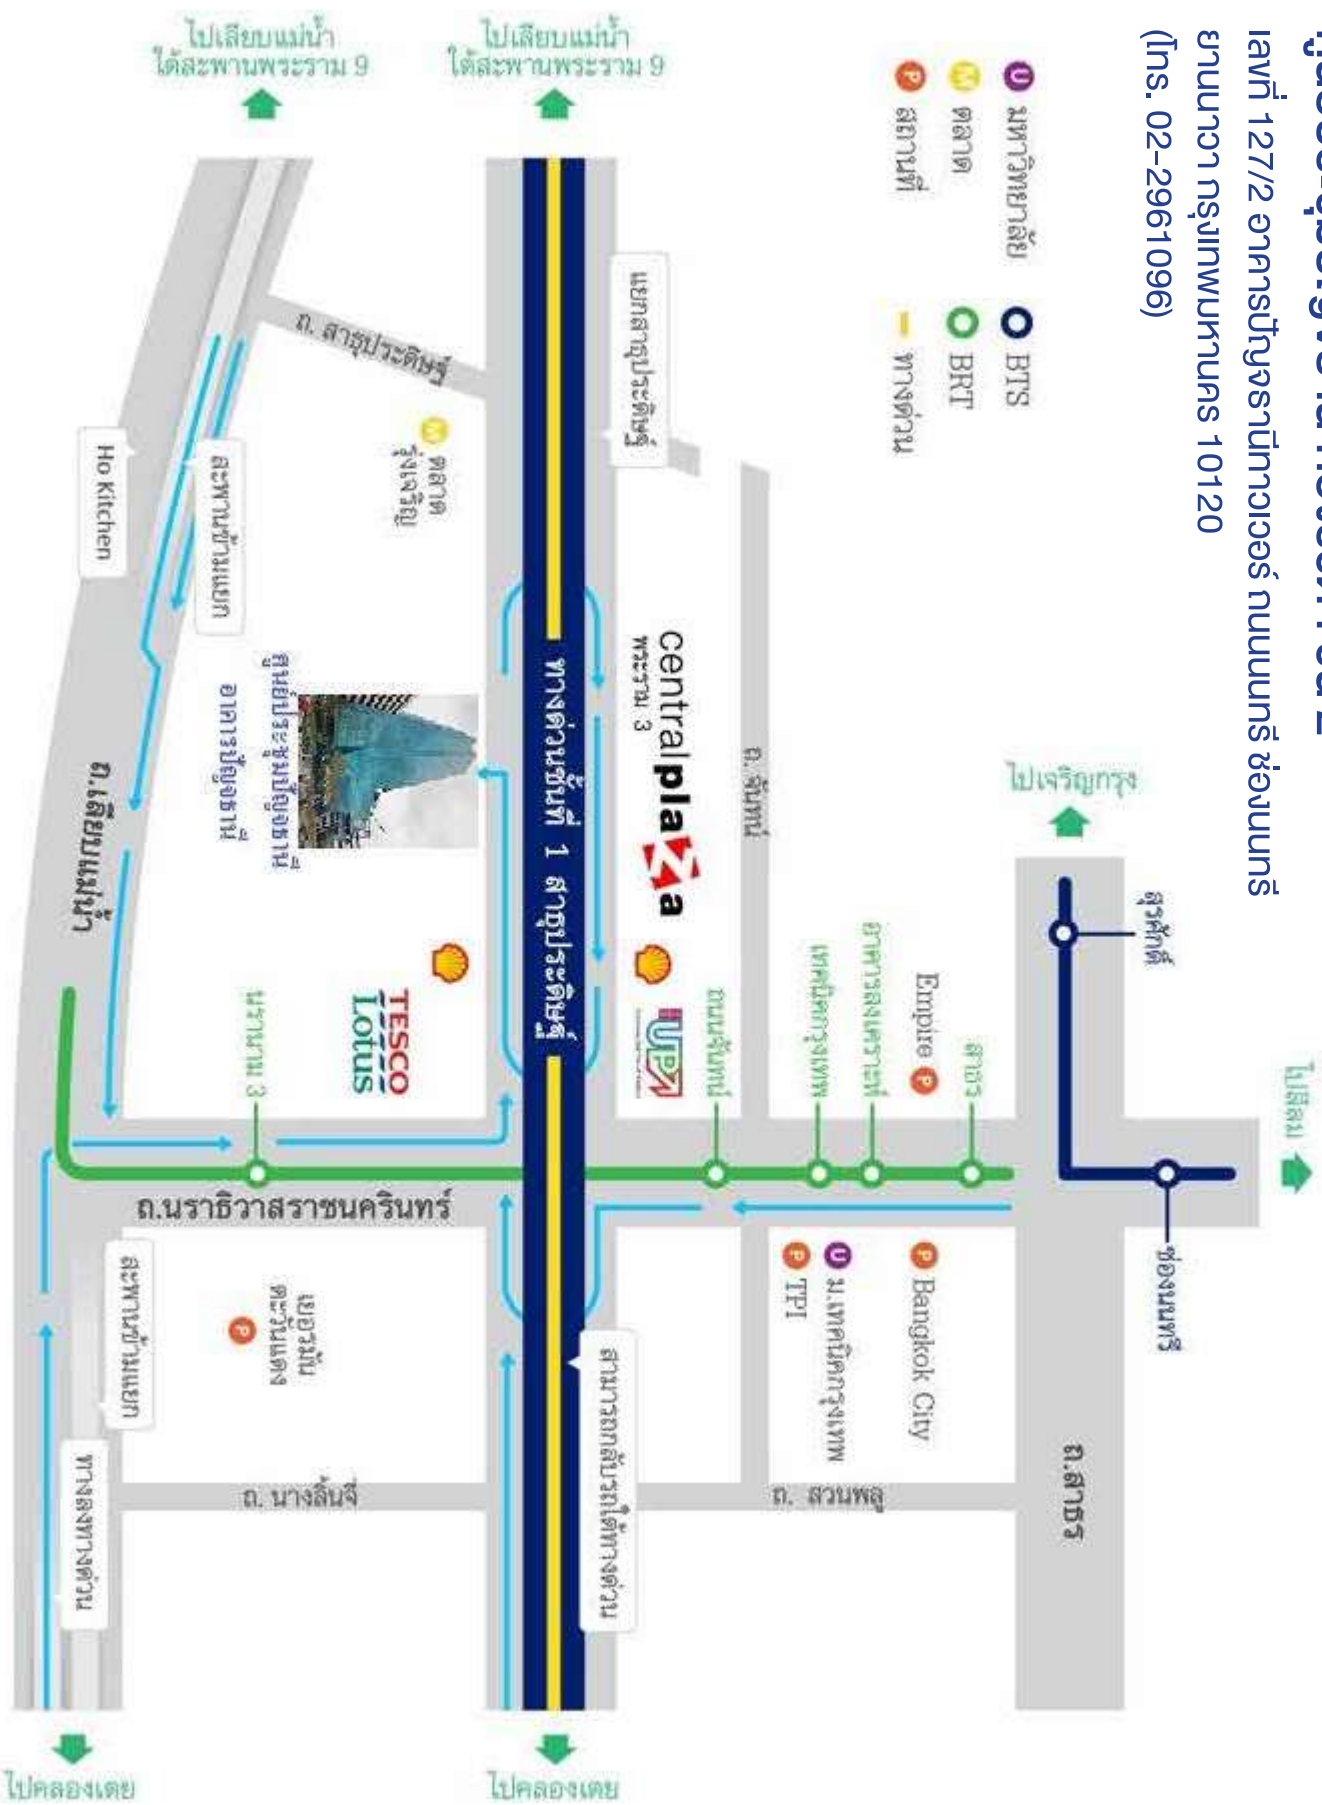 เลขที่ 127/2 อาคารปัญจธานีทาวเวอร์ ถนนนนทรี ช่องนนทรี
ยานนาวา กรุงเทพมหานคร 10120
(โทร. 02-2961096)
U มหาวิทยาลัย
M ตลาด
P สถานที่
BTS
BRT
ทางด่วน
ไปเจริญกรุง
ไปสีลม
สุรศักดิ์
ช่องนนทรี
ถ.สาธร
สาธร
Empire P
อาคารสงเคราะห์
เทคนิคกรุงเทพ
ถนนจันทน์
P Bangkok City
U ม.เทคนิคกรุงเทพ
P TPI
ถ. จันทน์
ถ. สวนพลู
แยกสาธุประดิษฐ์
centralplaza
พระราม 3
สามารถกลับรถใต้ทางด่วน
ไปเลียบแม่น้ำ
ใต้สะพานพระราม 9
ทางด่วนขั้นที่ 1 สาธุประดิษฐ์
ไปคลองเตย
ถ. สาธุประดิษฐ์
M ตลาด
รุ่งเจริญ
ศูนย์ประชุมปัญจธานี
อาคารปัญจธานี
TESCO
Lotus
นราราม 3
ถ.นราธิวาสราชนครินทร์
เยอรมัน
ตะวันแดง
P
ถ. นางลิ้นจี่
ไปเลียบแม่น้ำ
ใต้สะพานพระราม 9
สะพานข้ามแยก
Ho Kitchen
ถ.เลียบแม่น้ำ
สะพานข้ามแยก
ทางลงทางด่วน
ไปคลองเตย